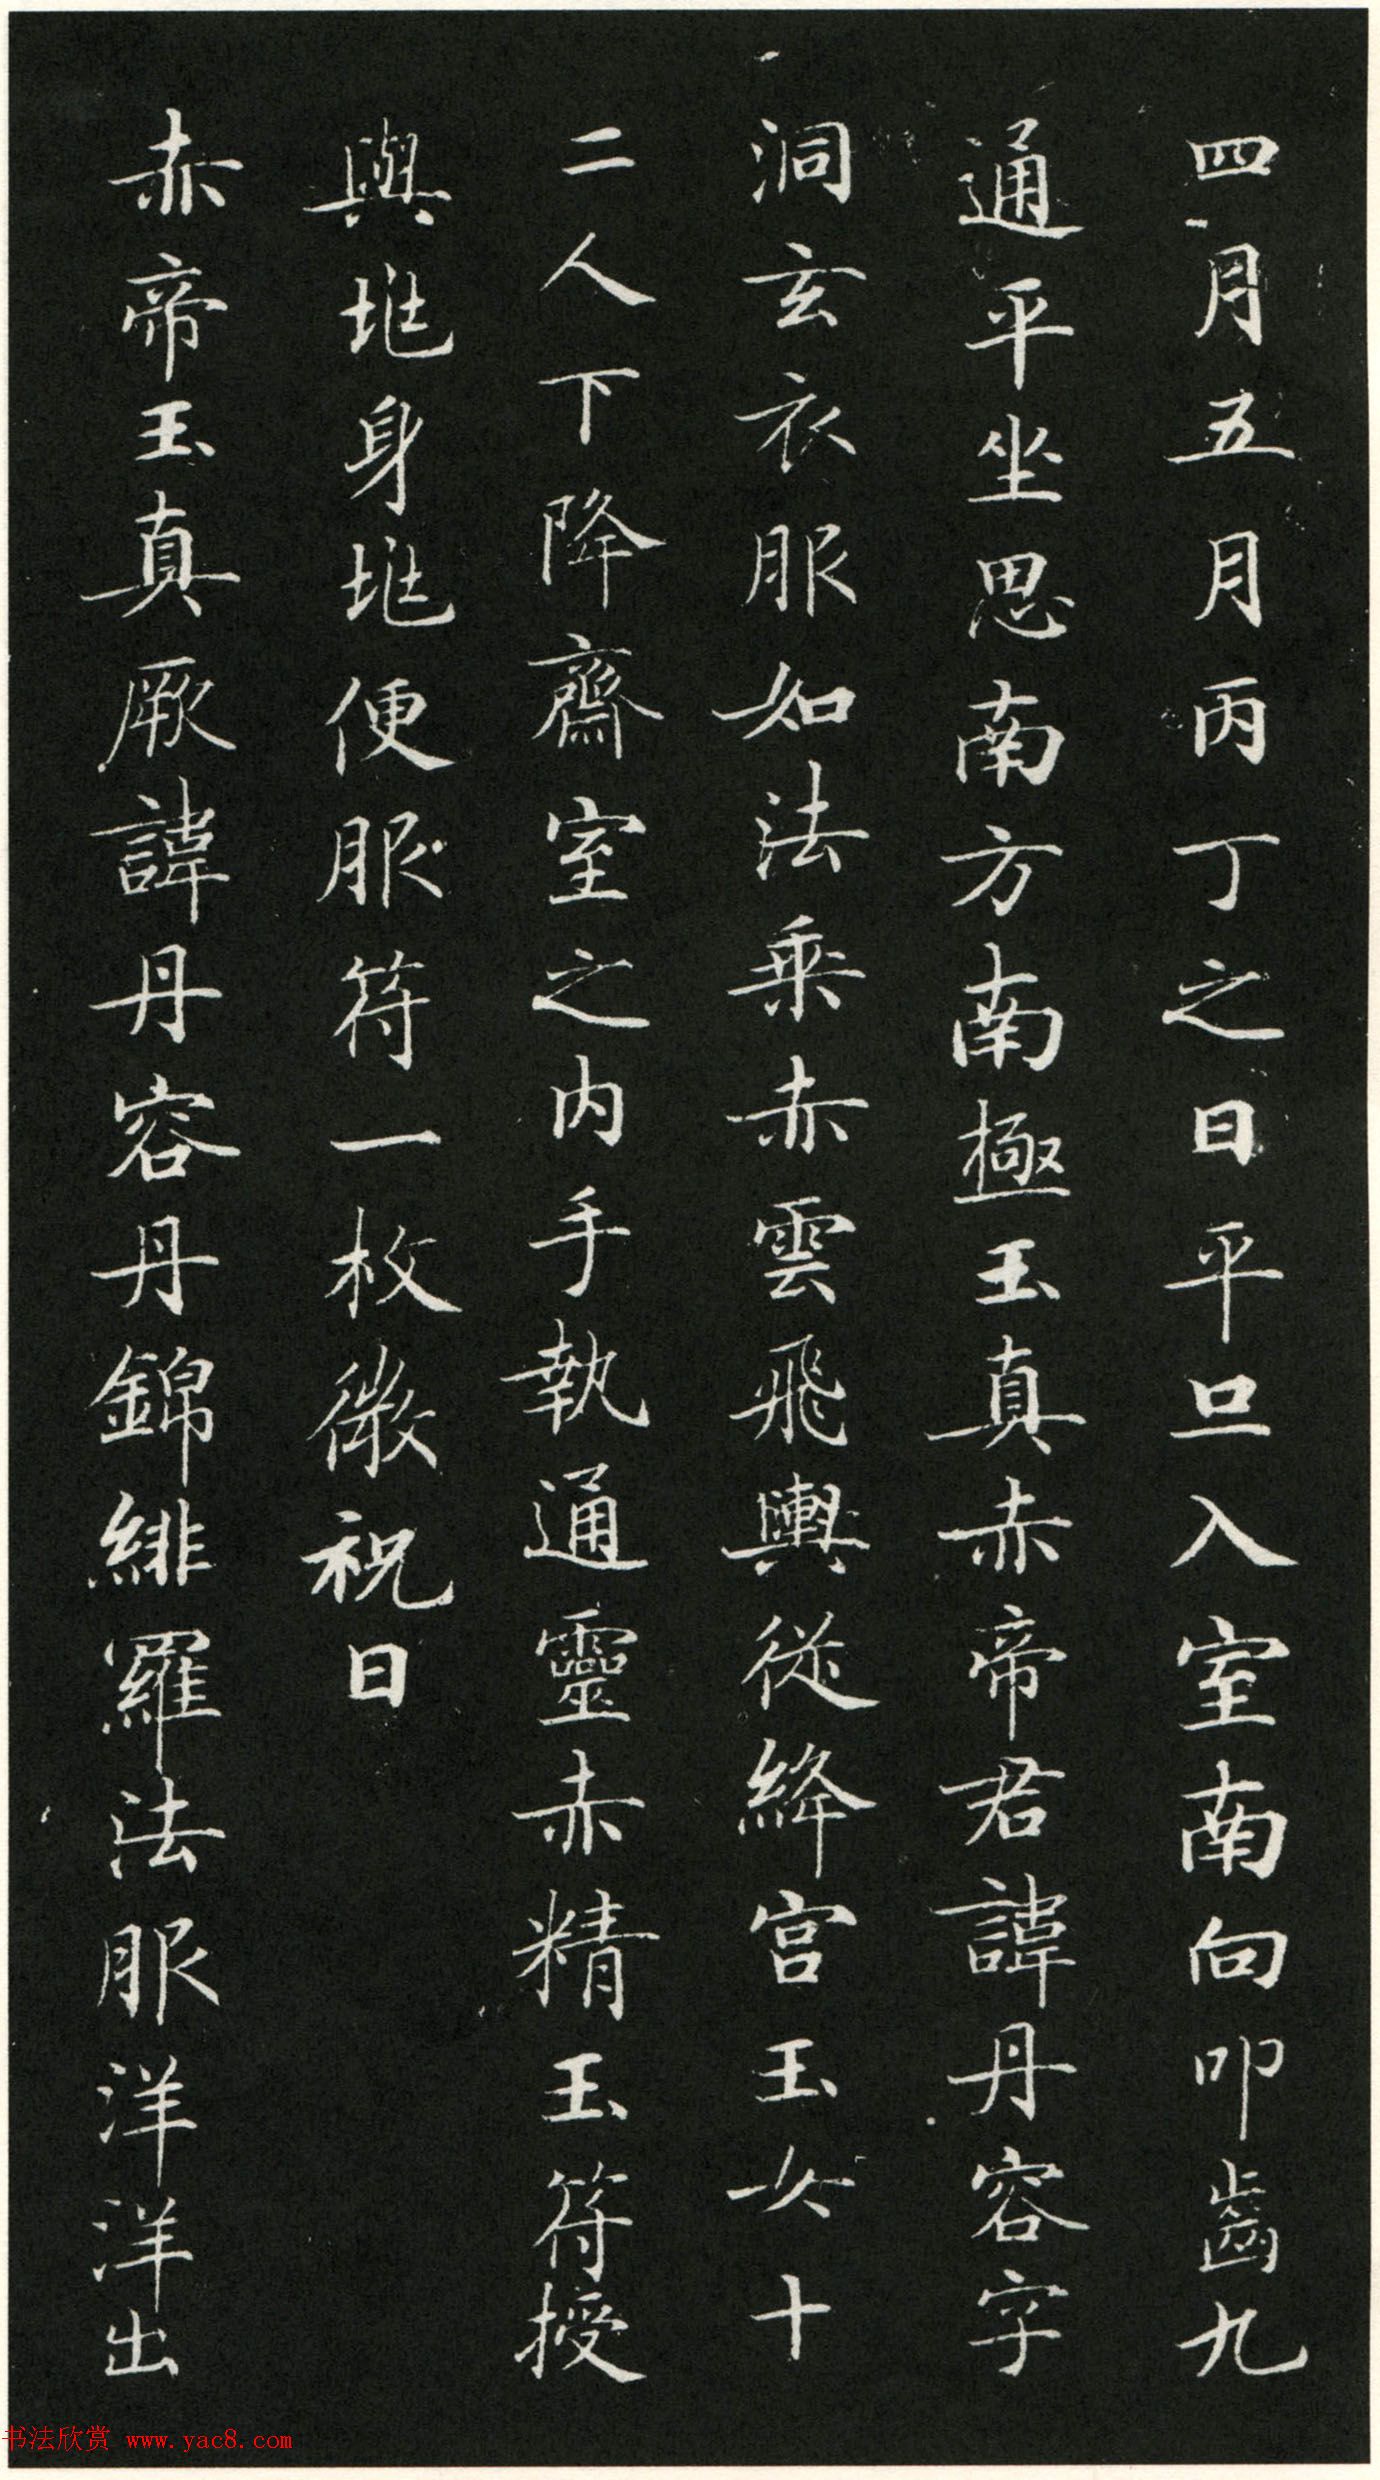 四月五月丙丁之日平旦入室南向叩齒九
通平坐思南方南極玉真赤帝君諱丹容字
洞玄衣服如法乘赤雲飛輿從絳宮玉女十
二人下降齋室之內手執通靈赤精玉符授
與地身地便服符一枚微祝曰
赤帝玉真厥諱丹容丹錦緋羅法服洋洋出
书法欣赏 www.yac8.com